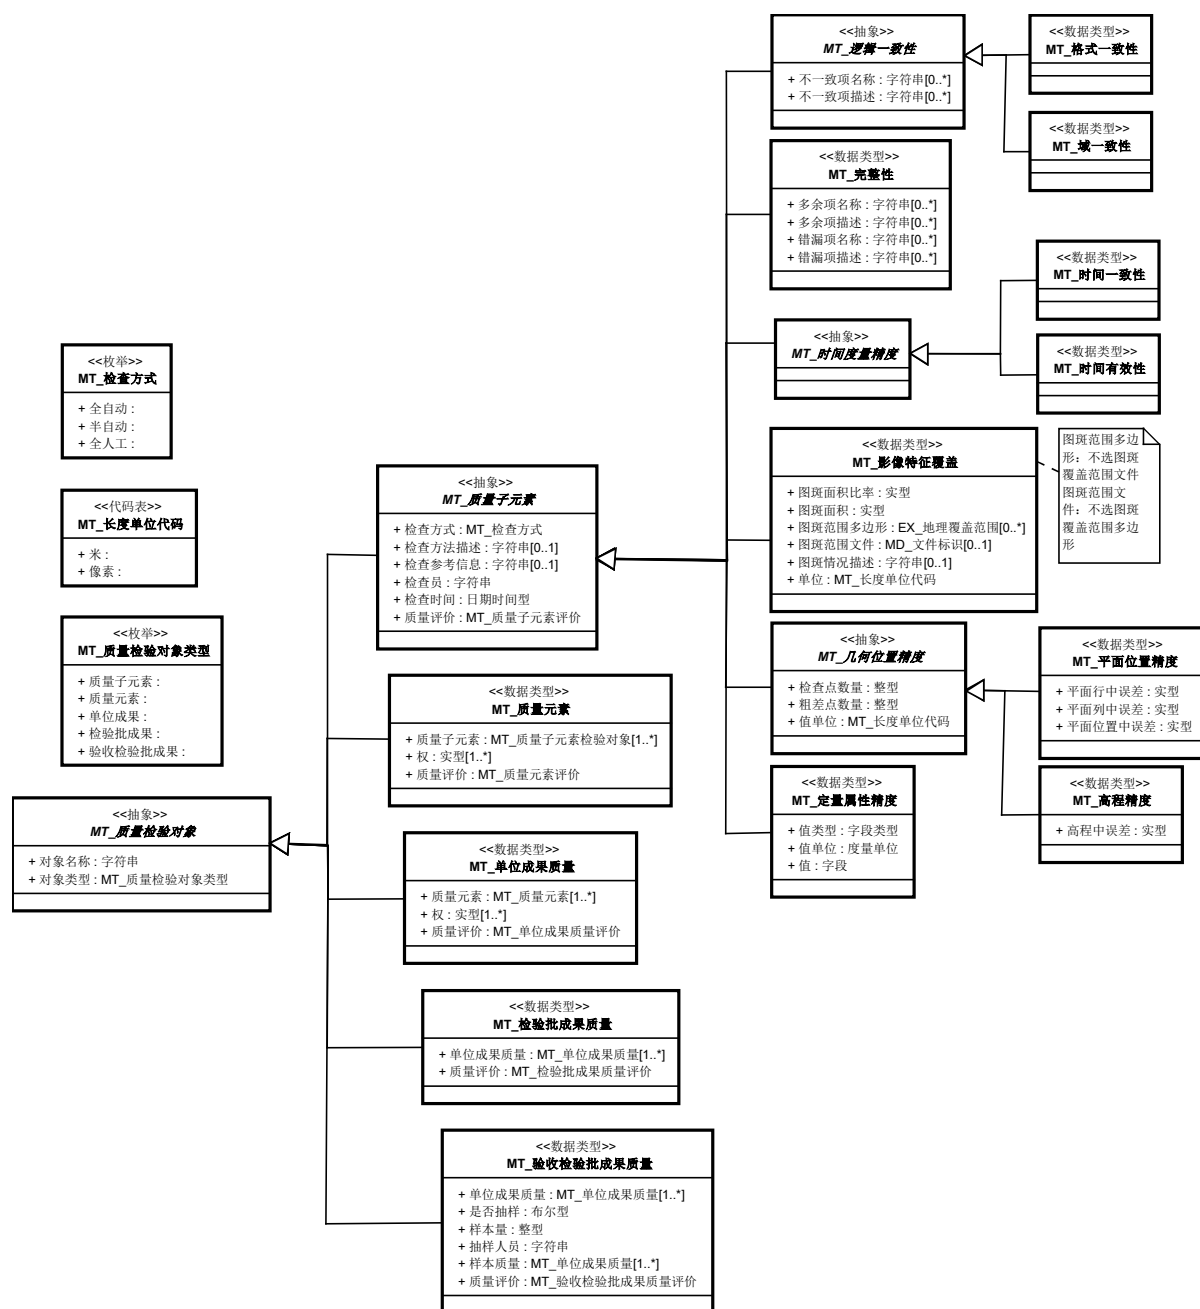 <<抽象>>
MT_逻辑一致性
+ 不一致项名称 : 字符串[0..*]
+ 不一致项描述 : 字符串[0..*]
<<数据类型>>
MT_格式一致性
<<数据类型>>
MT_域一致性
<<数据类型>>
MT_完整性
+ 多余项名称 : 字符串[0..*]
+ 多余项描述 : 字符串[0..*]
+ 错漏项名称 : 字符串[0..*]
+ 错漏项描述 : 字符串[0..*]
<<数据类型>>
MT_时间一致性
<<抽象>>
MT_时间度量精度
<<数据类型>>
MT_时间有效性
<<枚举>>
MT_检查方式
+ 全自动 :
+ 半自动 :
+ 全人工 :
<<数据类型>>
MT_影像特征覆盖
+ 图斑面积比率 : 实型
+ 图斑面积 : 实型
+ 图斑范围多边形 : EX_地理覆盖范围[0..*]
+ 图斑范围文件 : MD_文件标识[0..1]
+ 图斑情况描述 : 字符串[0..1]
+ 单位 : MT_长度单位代码
图斑范围多边
形：不选图斑
覆盖范围文件
图斑范围文
件：不选图斑
覆盖范围多边
形
<<抽象>>
MT_质量子元素
+ 检查方式 : MT_检查方式
+ 检查方法描述 : 字符串[0..1]
+ 检查参考信息 : 字符串[0..1]
+ 检查员 : 字符串
+ 检查时间 : 日期时间型
+ 质量评价 : MT_质量子元素评价
<<代码表>>
MT_长度单位代码
+ 米 :
+ 像素 :
<<枚举>>
MT_质量检验对象类型
+ 质量子元素 :
+ 质量元素 :
+ 单位成果 :
+ 检验批成果 :
+ 验收检验批成果 :
<<抽象>>
MT_几何位置精度
+ 检查点数量 : 整型
+ 粗差点数量 : 整型
+ 值单位 : MT_长度单位代码
<<数据类型>>
MT_平面位置精度
+ 平面行中误差 : 实型
+ 平面列中误差 : 实型
+ 平面位置中误差 : 实型
<<数据类型>>
MT_质量元素
+ 质量子元素 : MT_质量子元素检验对象[1..*]
+ 权 : 实型[1..*]
+ 质量评价 : MT_质量元素评价
<<数据类型>>
MT_定量属性精度
+ 值类型 : 字段类型
+ 值单位 : 度量单位
+ 值 : 字段
<<数据类型>>
MT_高程精度
+ 高程中误差 : 实型
<<抽象>>
MT_质量检验对象
+ 对象名称 : 字符串
+ 对象类型 : MT_质量检验对象类型
<<数据类型>>
MT_单位成果质量
+ 质量元素 : MT_质量元素[1..*]
+ 权 : 实型[1..*]
+ 质量评价 : MT_单位成果质量评价
<<数据类型>>
MT_检验批成果质量
+ 单位成果质量 : MT_单位成果质量[1..*]
+ 质量评价 : MT_检验批成果质量评价
<<数据类型>>
MT_验收检验批成果质量
+ 单位成果质量 : MT_单位成果质量[1..*]
+ 是否抽样 : 布尔型
+ 样本量 : 整型
+ 抽样人员 : 字符串
+ 样本质量 : MT_单位成果质量[1..*]
+ 质量评价 : MT_验收检验批成果质量评价